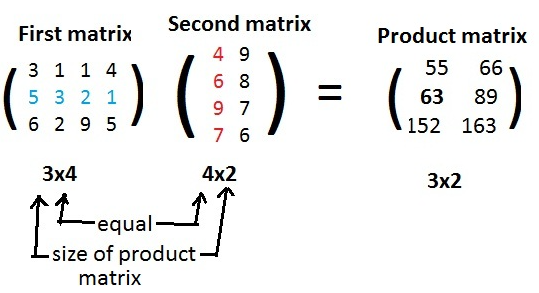 First matrix
Second matrix
Product matrix
3 1 1 4
5 3 2 1
6 2 9 5
4 9
6 8
9 7
7 6
=
55 66
63 89
152 163
3x4
4x2
3x2
equal
size of product
matrix